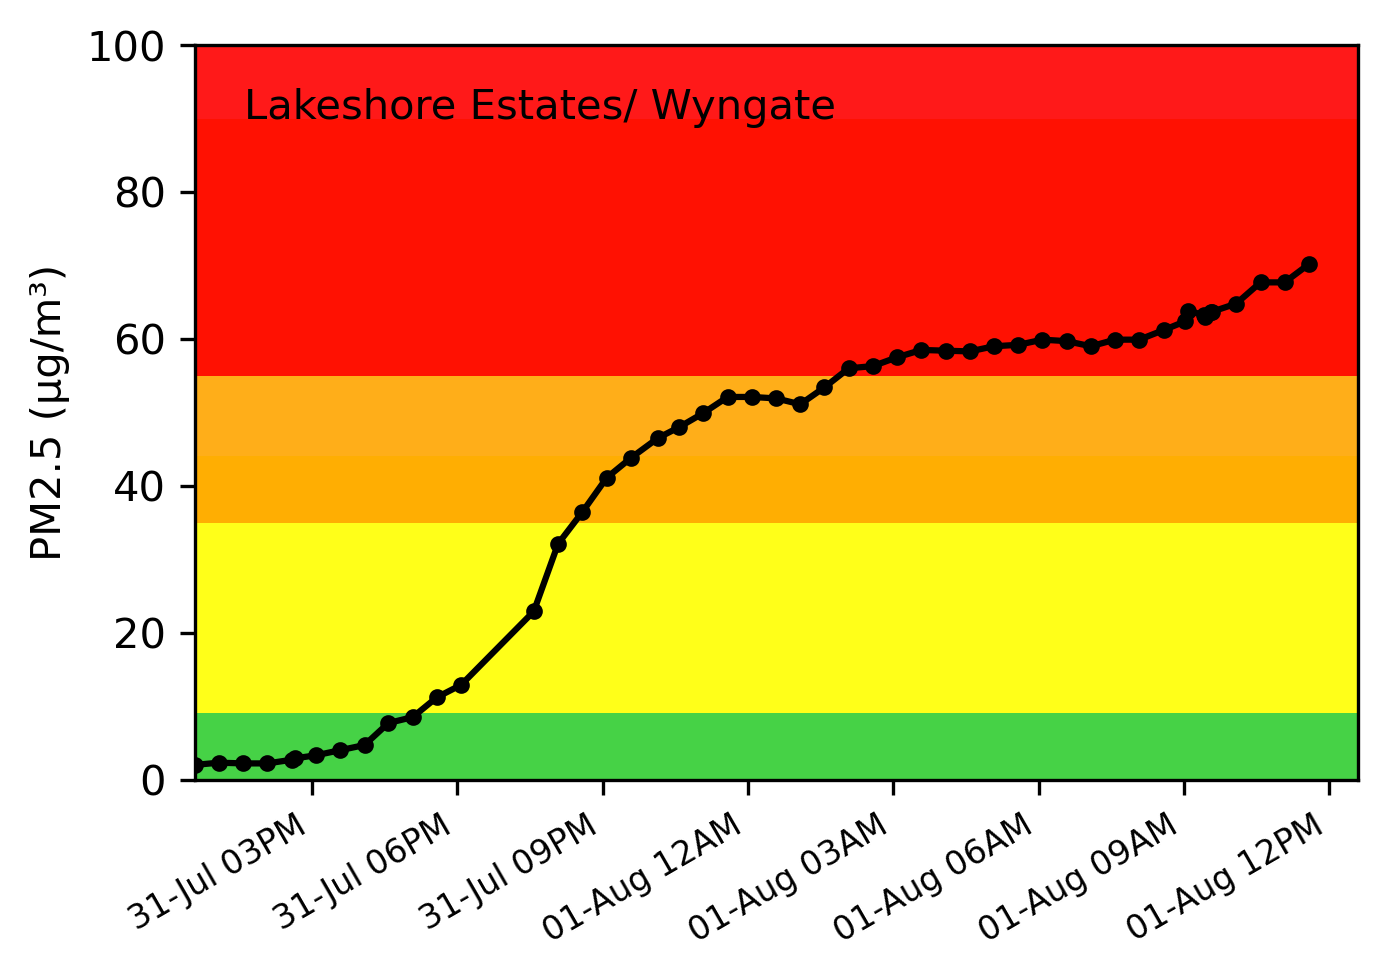 Lakeshore Estates/ Wyngate
PM2.5 (µg/m³)
100
80
60
40
20
0
31-Jul 03PM
31-Jul 06PM
31-Jul 09PM
01-Aug 12AM
01-Aug 03AM
01-Aug 06AM
01-Aug 09AM
01-Aug 12PM